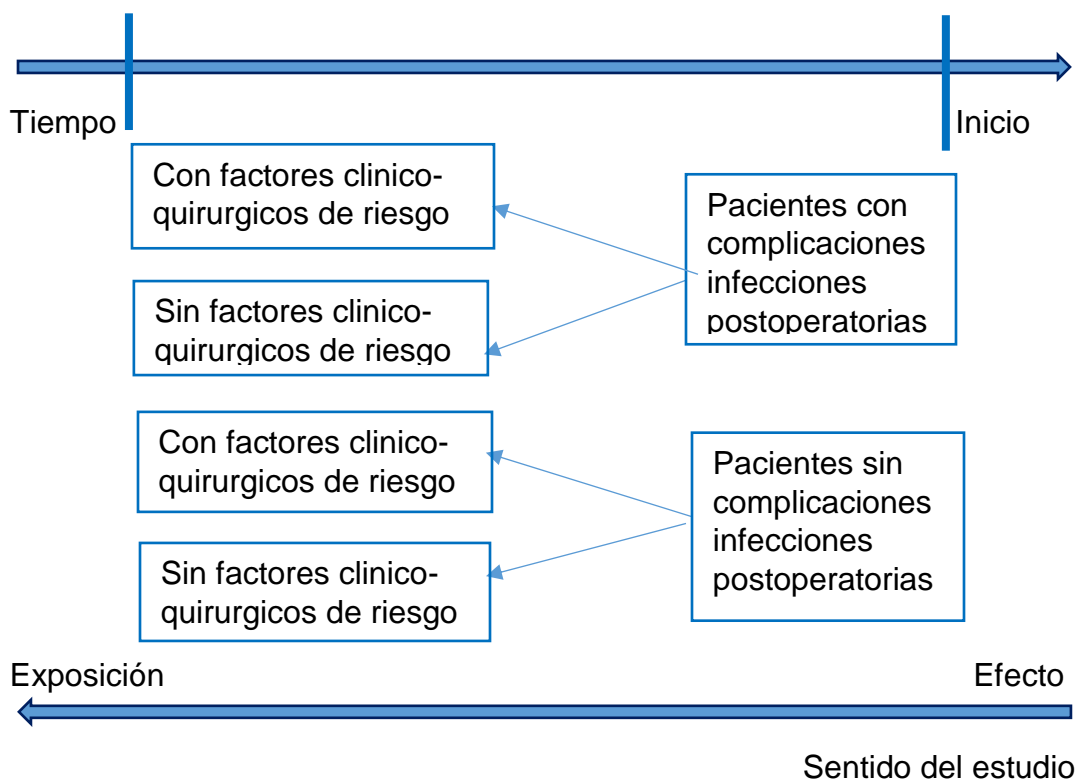 Tiempo
Inicio
Con factores clinico-
quirurgicos de riesgo
Sin factores clinico-
quirurgicos de riesgo
Pacientes con
complicaciones
infecciones
postoperatorias
Con factores clinico-
quirurgicos de riesgo
Sin factores clinico-
quirurgicos de riesgo
Pacientes sin
complicaciones
infecciones
postoperatorias
Exposición
Efecto
Sentido del estudio